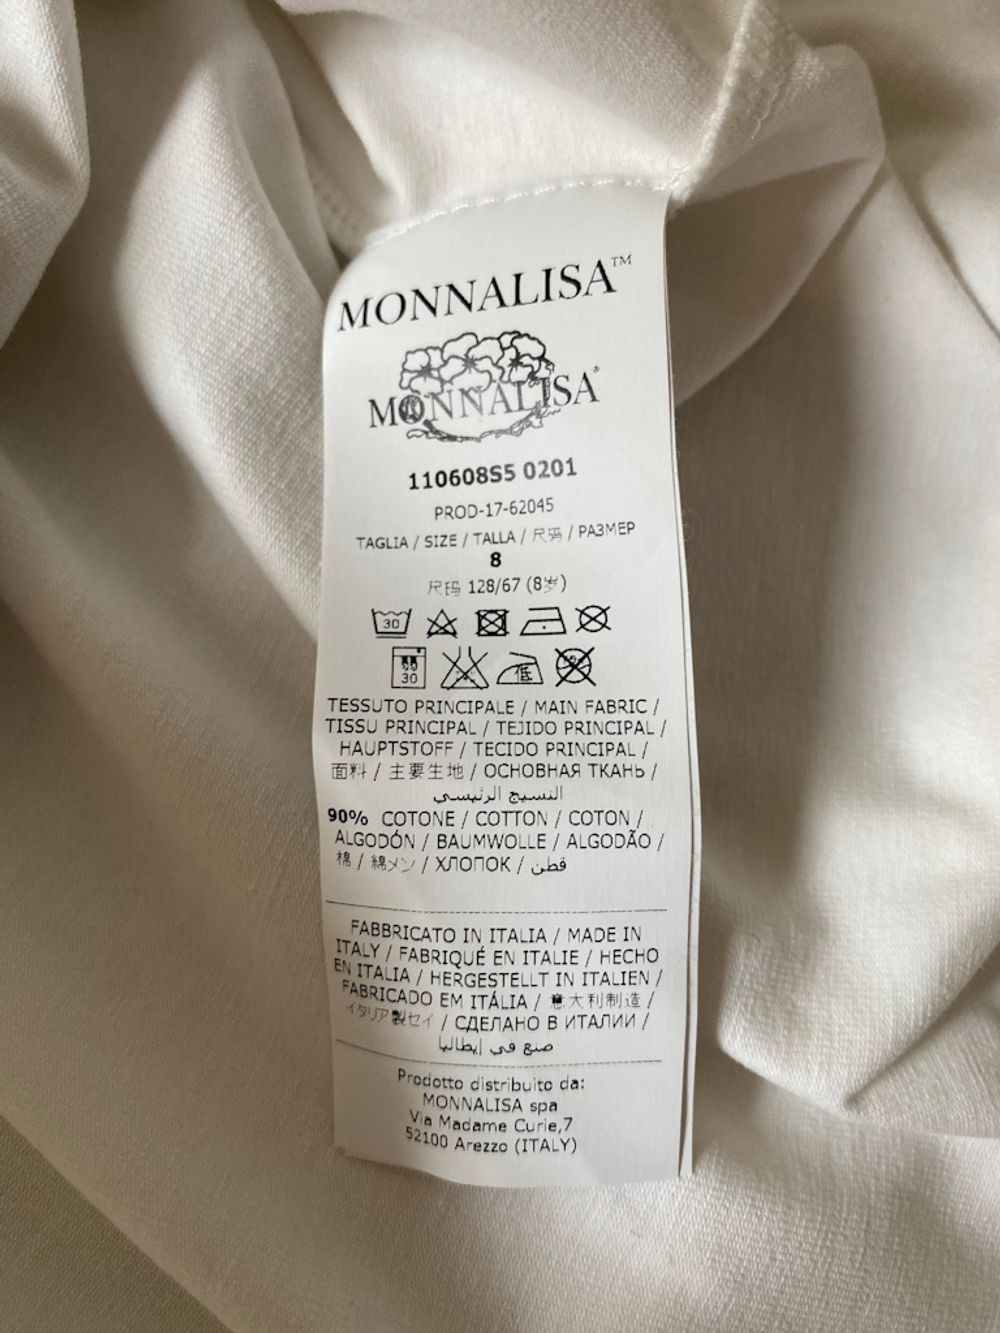 MONNALISA™
MONNALISA®
110608S5 0201
PROD-17-62045
TAGLIA / SIZE / TALLA / 尺码 / РАЗМЕР
8
尺码 128/67 (8岁)
30
30 低
TESSUTO PRINCIPALE / MAIN FABRIC /
TISSU PRINCIPAL / TEJIDO PRINCIPAL /
HAUPTSTOFF / TECIDO PRINCIPAL /
面料 / 主要生地 / ОСНОВНАЯ ТКАНЬ /
النسيج الرئيسي
90% COTONE / COTTON / COTON /
ALGODÓN / BAUMWOLLE / ALGODÃO /
棉 / 綿メン / ХЛОПОК / قطن
FABBRICATO IN ITALIA / MADE IN
ITALY / FABRIQUÉ EN ITALIE / HECHO
EN ITALIA / HERGESTELLT IN ITALIEN /
FABRICADO EM ITÁLIA / 意大利制造 /
イタリア製セイ / СДЕЛАНО В ИТАЛИИ /
صنع في إيطاليا
Prodotto distribuito da:
MONNALISA spa
Via Madame Curie,7
52100 Arezzo (ITALY)